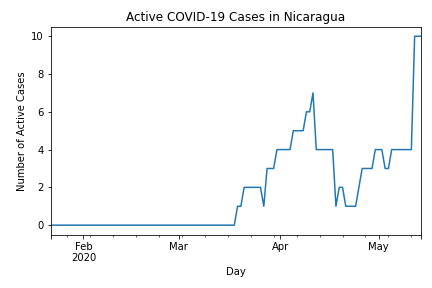 Active COVID-19 Cases in Nicaragua
10
8
6
4
2
0
Number of Active Cases
Feb
2020
Mar
Apr
May
Day